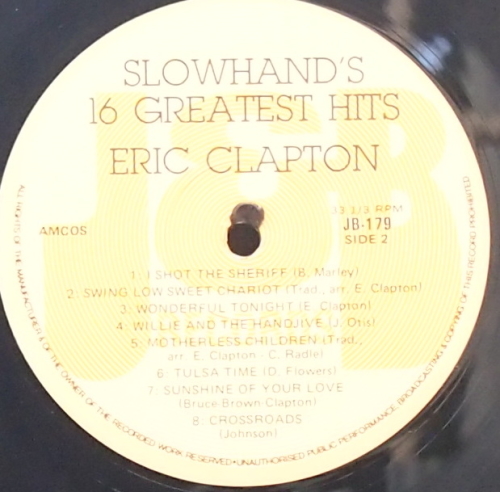 SLOWHAND'S
16 GREATEST HITS
ERIC CLAPTON
AMCOS
33 1/3 RPM
JB-179
SIDE 2
1: I SHOT THE SHERIFF (B. Marley)
2: SWING LOW SWEET CHARIOT (Trad., arr. E. Clapton)
3: WONDERFUL TONIGHT (E. Clapton)
4: WILLIE AND THE HANDJIVE (J. Otis)
5: MOTHERLESS CHILDREN (Trad.,
arr. E. Clapton - C. Radle)
6: TULSA TIME (D. Flowers)
7: SUNSHINE OF YOUR LOVE
(Bruce-Brown-Clapton)
8: CROSSROADS
(Johnson)
ALL RIGHTS OF THE MANUFACTURER & OF THE OWNER OF THE RECORDED WORK RESERVED • UNAUTHORISED PUBLIC PERFORMANCE, BROADCASTING & COPYING OF THIS RECORD PROHIBITED
J&B